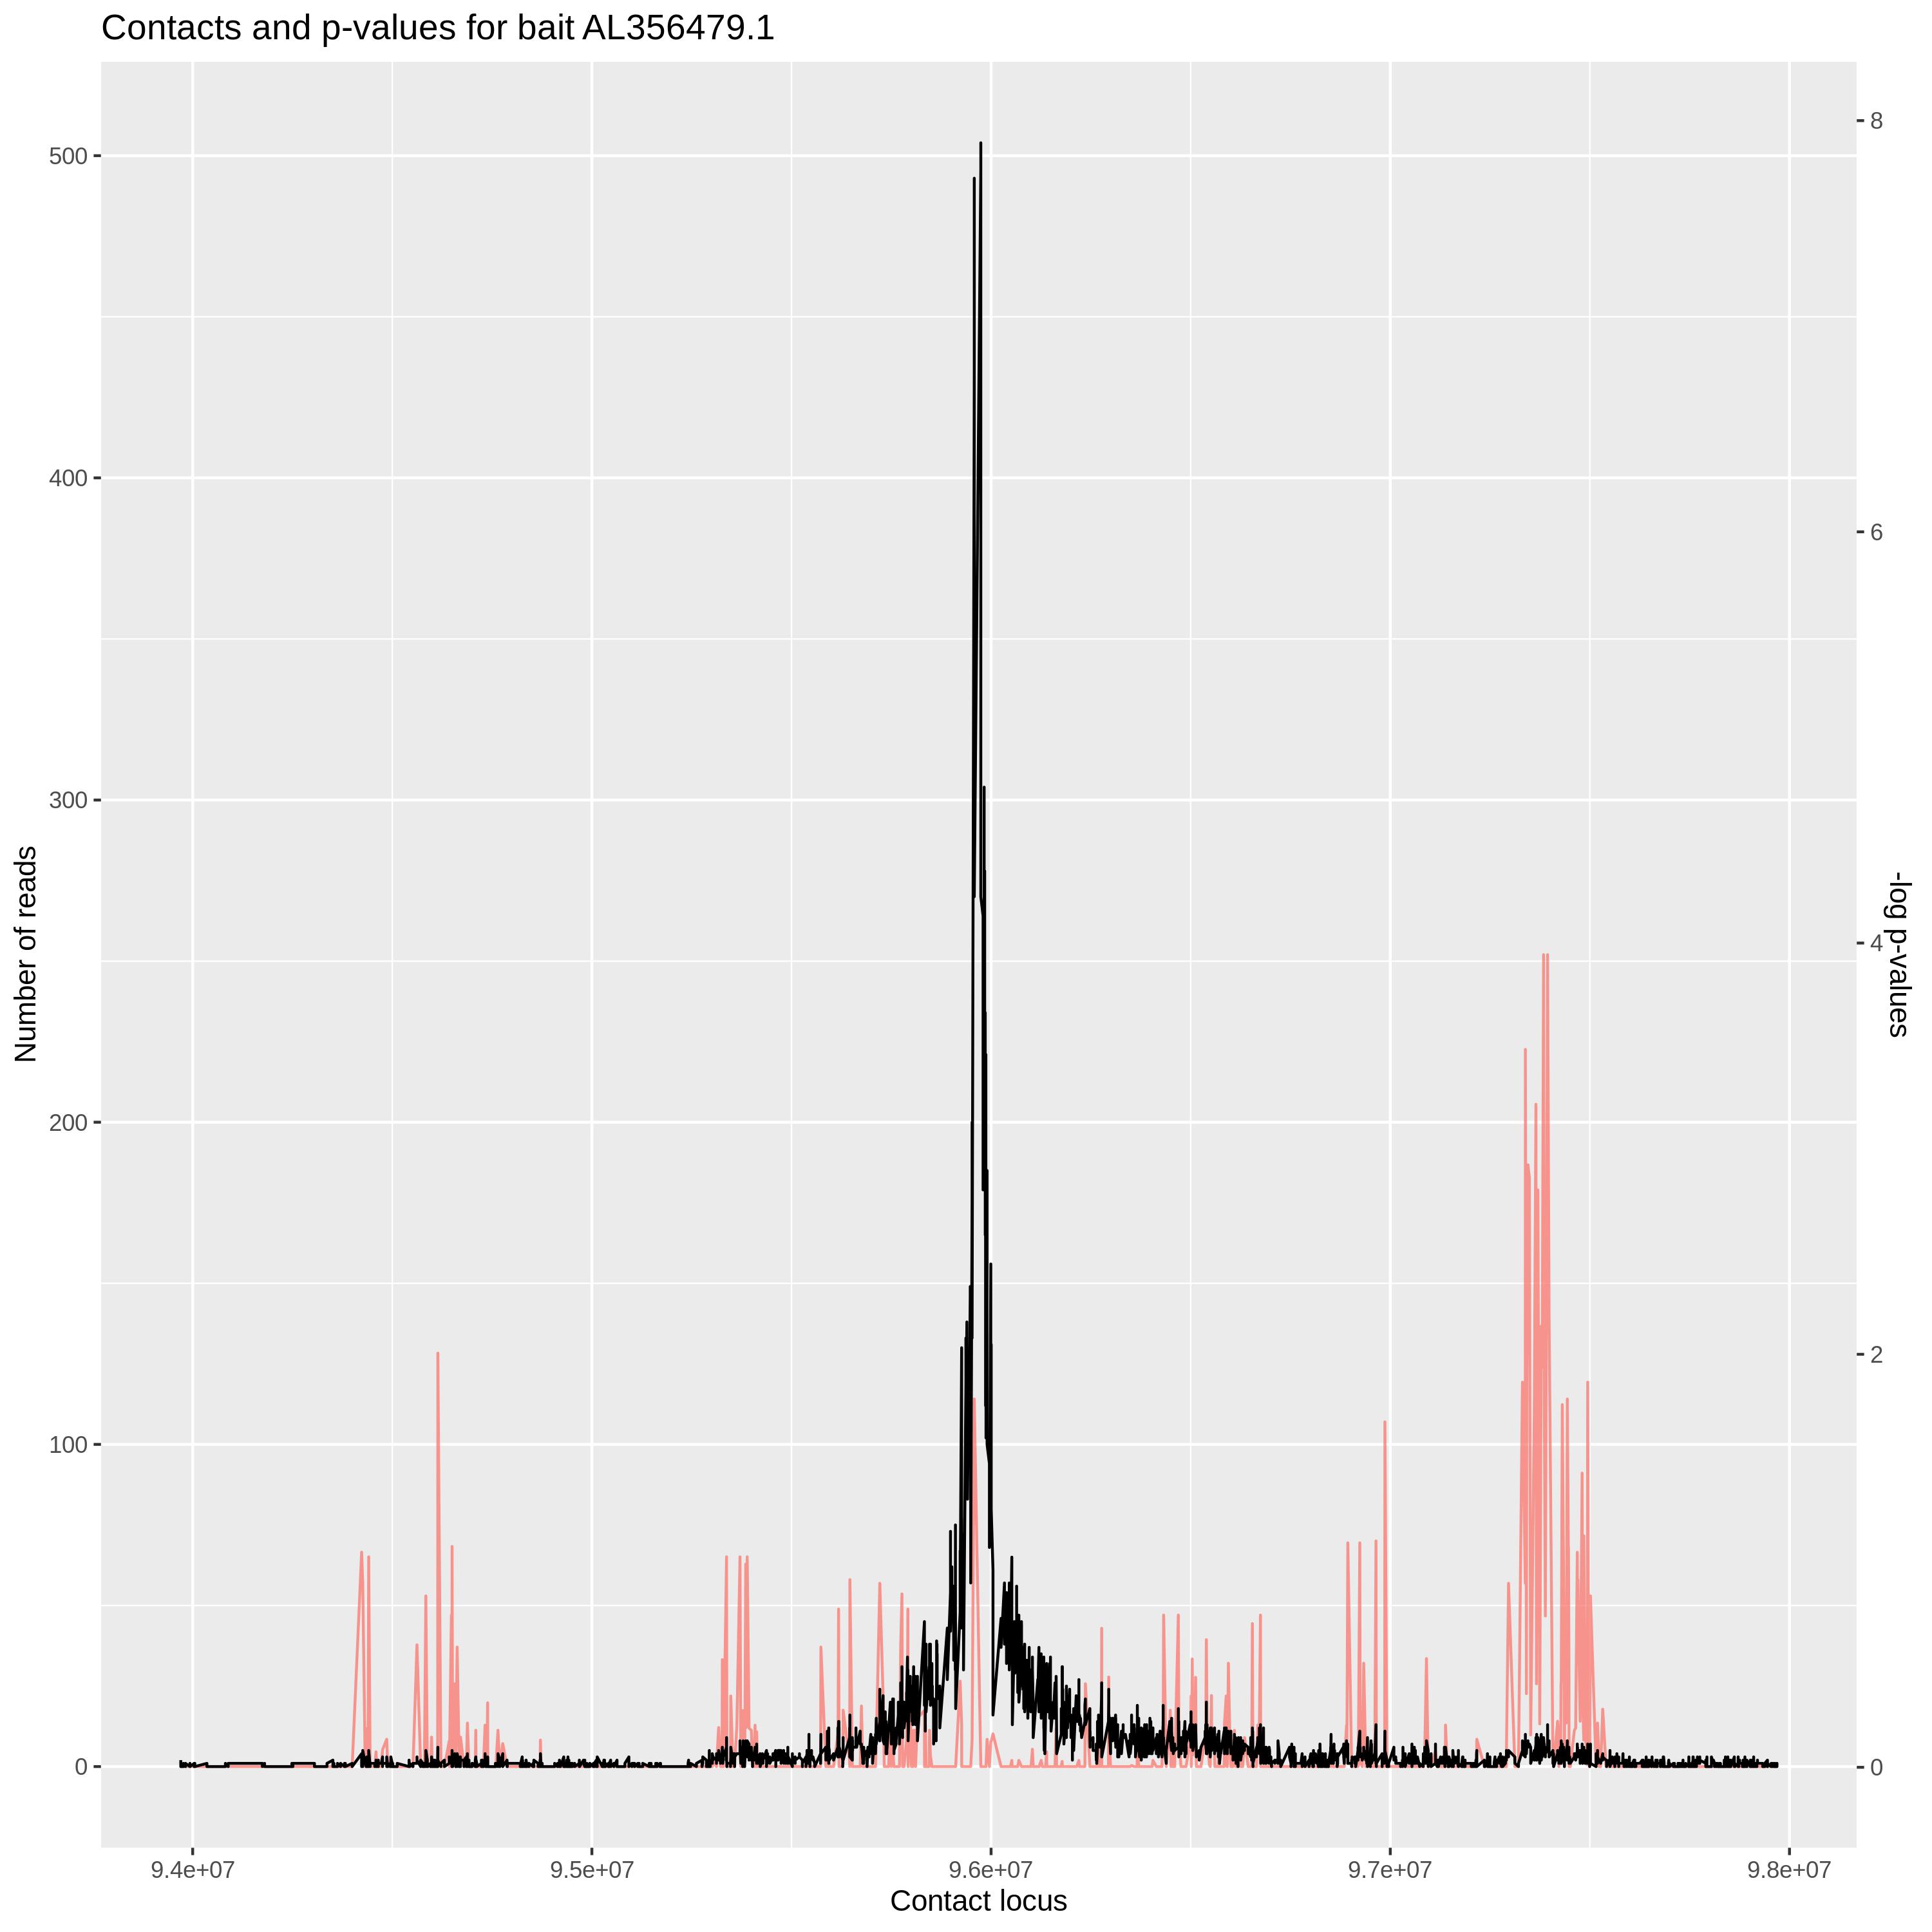 Contacts and p-values for bait AL356479.1
500
400
300
200
100
0
Number of reads
8
6
4
2
0
-log p-values
9.4e+07 9.5e+07 9.6e+07 9.7e+07 9.8e+07
Contact locus